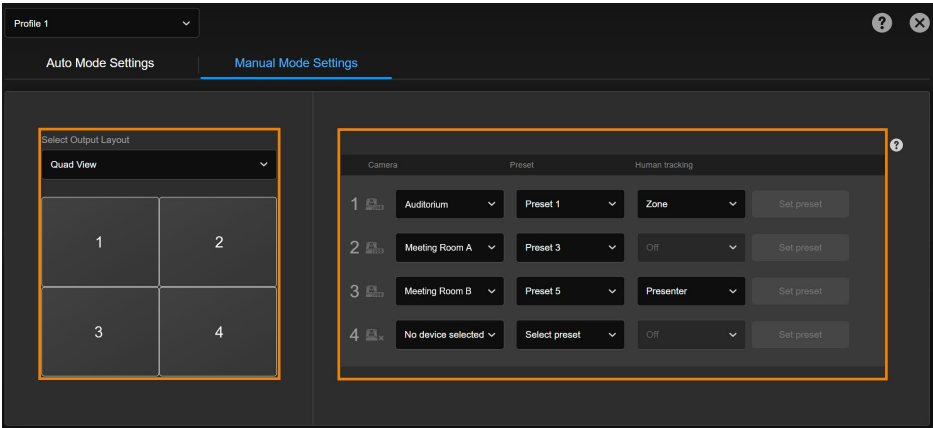 Profile 1
?
Auto Mode Settings Manual Mode Settings
Select Output Layout
Quad View
1 2
3 4
?
Camera Preset Human tracking
1 Auditorium Preset 1 Zone Set preset
2 Meeting Room A Preset 3 Off Set preset
3 Meeting Room B Preset 5 Presenter Set preset
4 No device selected Select preset Off Set preset